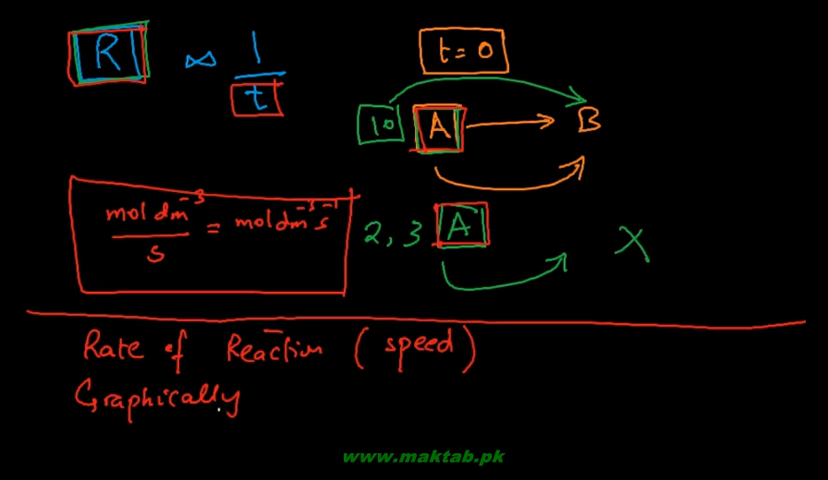 R ∝ 1/t
t = 0
10 A → B
mol dm⁻³ / s = mol dm⁻³ s⁻¹
2, 3 A X
Rate of Reaction (speed)
Graphically
www.maktab.pk